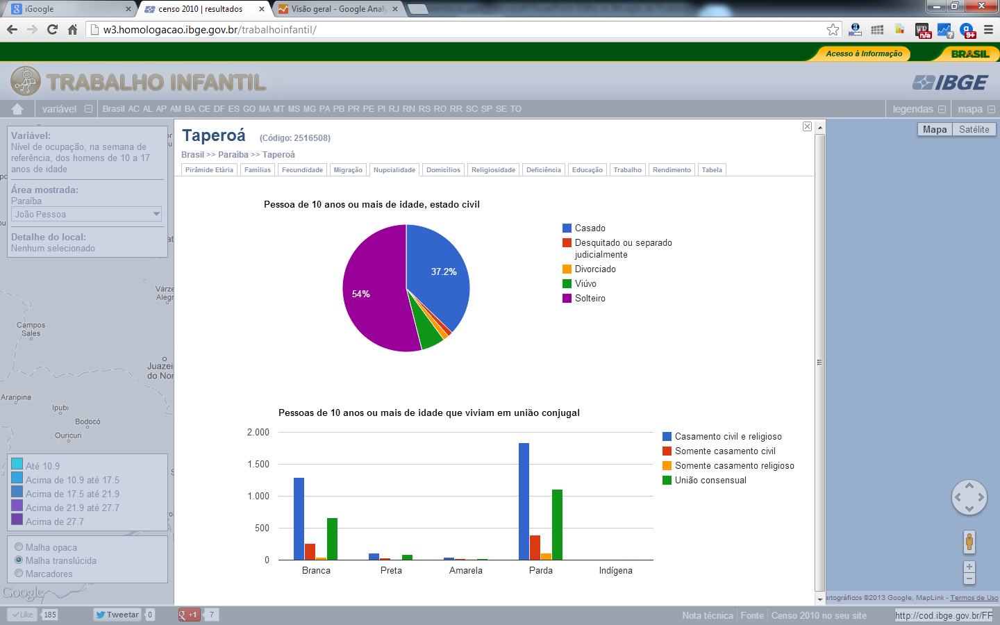 iGoogle
censo 2010 | resultados
Visão geral - Google Analy
w3.homologacao.ibge.gov.br/trabalhoinfantil/
n/a
?
9+
Acesso à Informação
BRASIL
TRABALHO INFANTIL
IBGE
variável
Brasil AC AL AP AM BA CE DF ES GO MA MT MS MG PA PB PR PE PI RJ RN RS RO RR SC SP SE TO
legendas
mapa
Variável:
Nível de ocupação, na semana de
referência, dos homens de 10 a 17
anos de idade
Área mostrada:
Paraíba
João Pessoa
Detalhe do local:
Nenhum selecionado
Várze
Alegr
Campos
Sales
Juazei
do Nor
Araripina
Ipubi
Bodocó
Ouricuri
Até 10.9
Acima de 10.9 até 17.5
Acima de 17.5 até 21.9
Acima de 21.9 até 27.7
Acima de 27.7
Malha opaca
Malha translúcida
Marcadores
Google
Taperoá (Código: 2516508)
Brasil >> Paraíba >> Taperoá
Pirâmide Etária Famílias Fecundidade Migração Nupcialidade Domicílios Religiosidade Deficiência Educação Trabalho Rendimento Tabela
Pessoa de 10 anos ou mais de idade, estado civil
37.2%
54%
Casado
Desquitado ou separado
judicialmente
Divorciado
Viúvo
Solteiro
Pessoas de 10 anos ou mais de idade que viviam em união conjugal
2.000
1.500
1.000
500
0
Branca Preta Amarela Parda Indígena
Casamento civil e religioso
Somente casamento civil
Somente casamento religioso
União consensual
Mapa Satélite
artográficos ©2013 Google, MapLink - Termos de Uso
Like 185
Tweetar 0
+1 7
Nota técnica Fonte Censo 2010 no seu site
http://cod.ibge.gov.br/FF